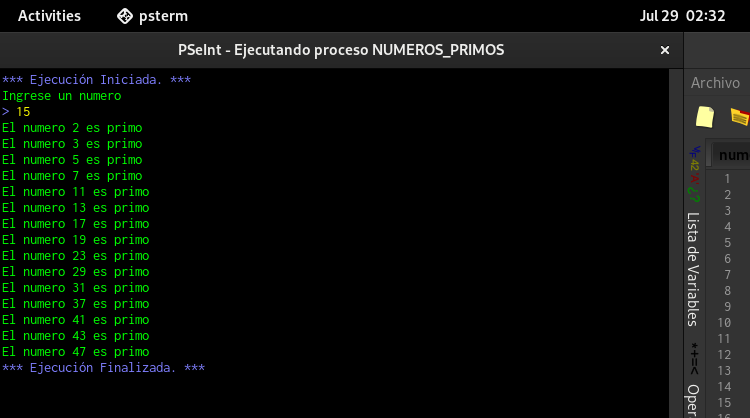 Activities
psterm
Jul 29 02:32
PSeInt - Ejecutando proceso NUMEROS_PRIMOS
×
*** Ejecución Iniciada. ***
Ingrese un numero
> 15
El numero 2 es primo
El numero 3 es primo
El numero 5 es primo
El numero 7 es primo
El numero 11 es primo
El numero 13 es primo
El numero 17 es primo
El numero 19 es primo
El numero 23 es primo
El numero 29 es primo
El numero 31 es primo
El numero 37 es primo
El numero 41 es primo
El numero 43 es primo
El numero 47 es primo
*** Ejecución Finalizada. ***
Archivo
num
Lista de Variables
*+=<
Oper
1
2
3
4
5
6
7
8
9
10
11
12
13
14
15
16